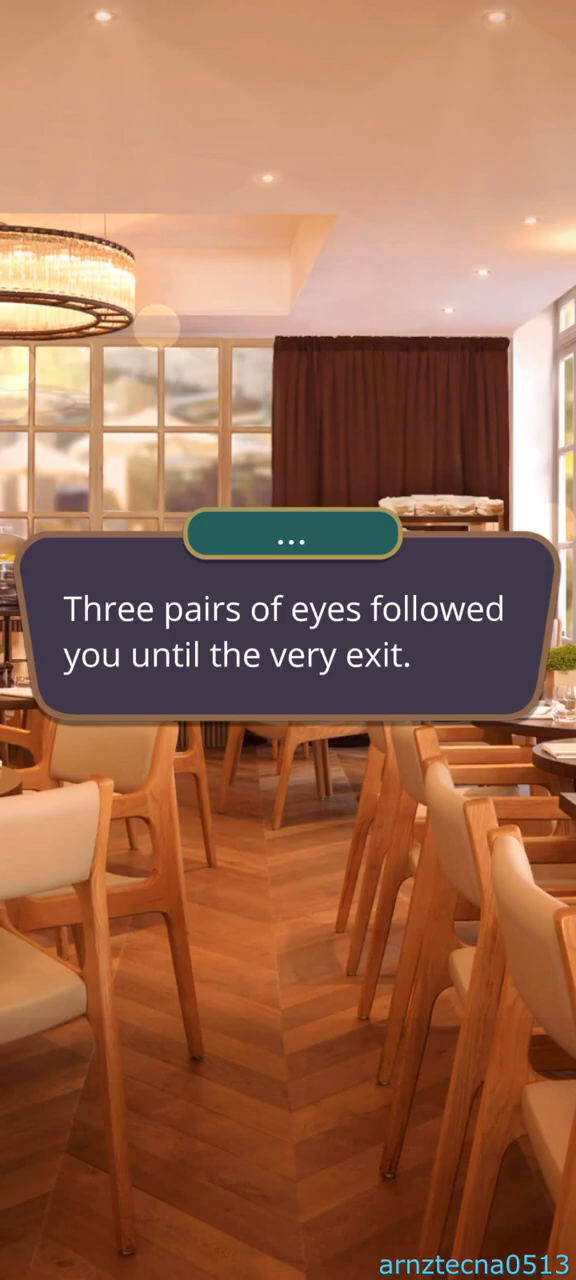 ...
Three pairs of eyes followed
you until the very exit.
arnztecna0513